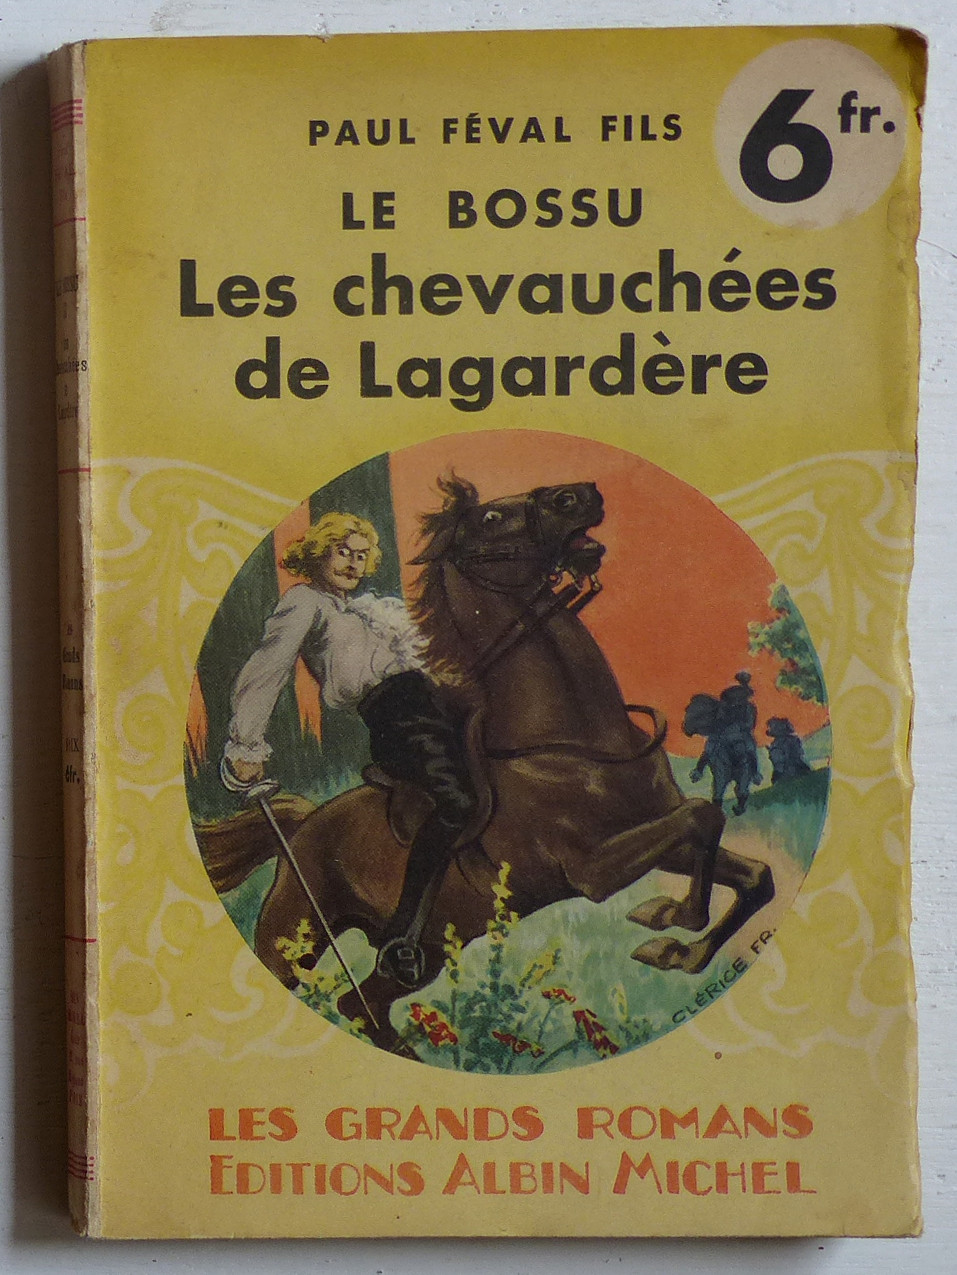 PAUL FÉVAL FILS
6 fr.
LE BOSSU
Les chevauchées
de Lagardère
CLÉRICE FR.
LES GRANDS ROMANS
EDITIONS ALBIN MICHEL